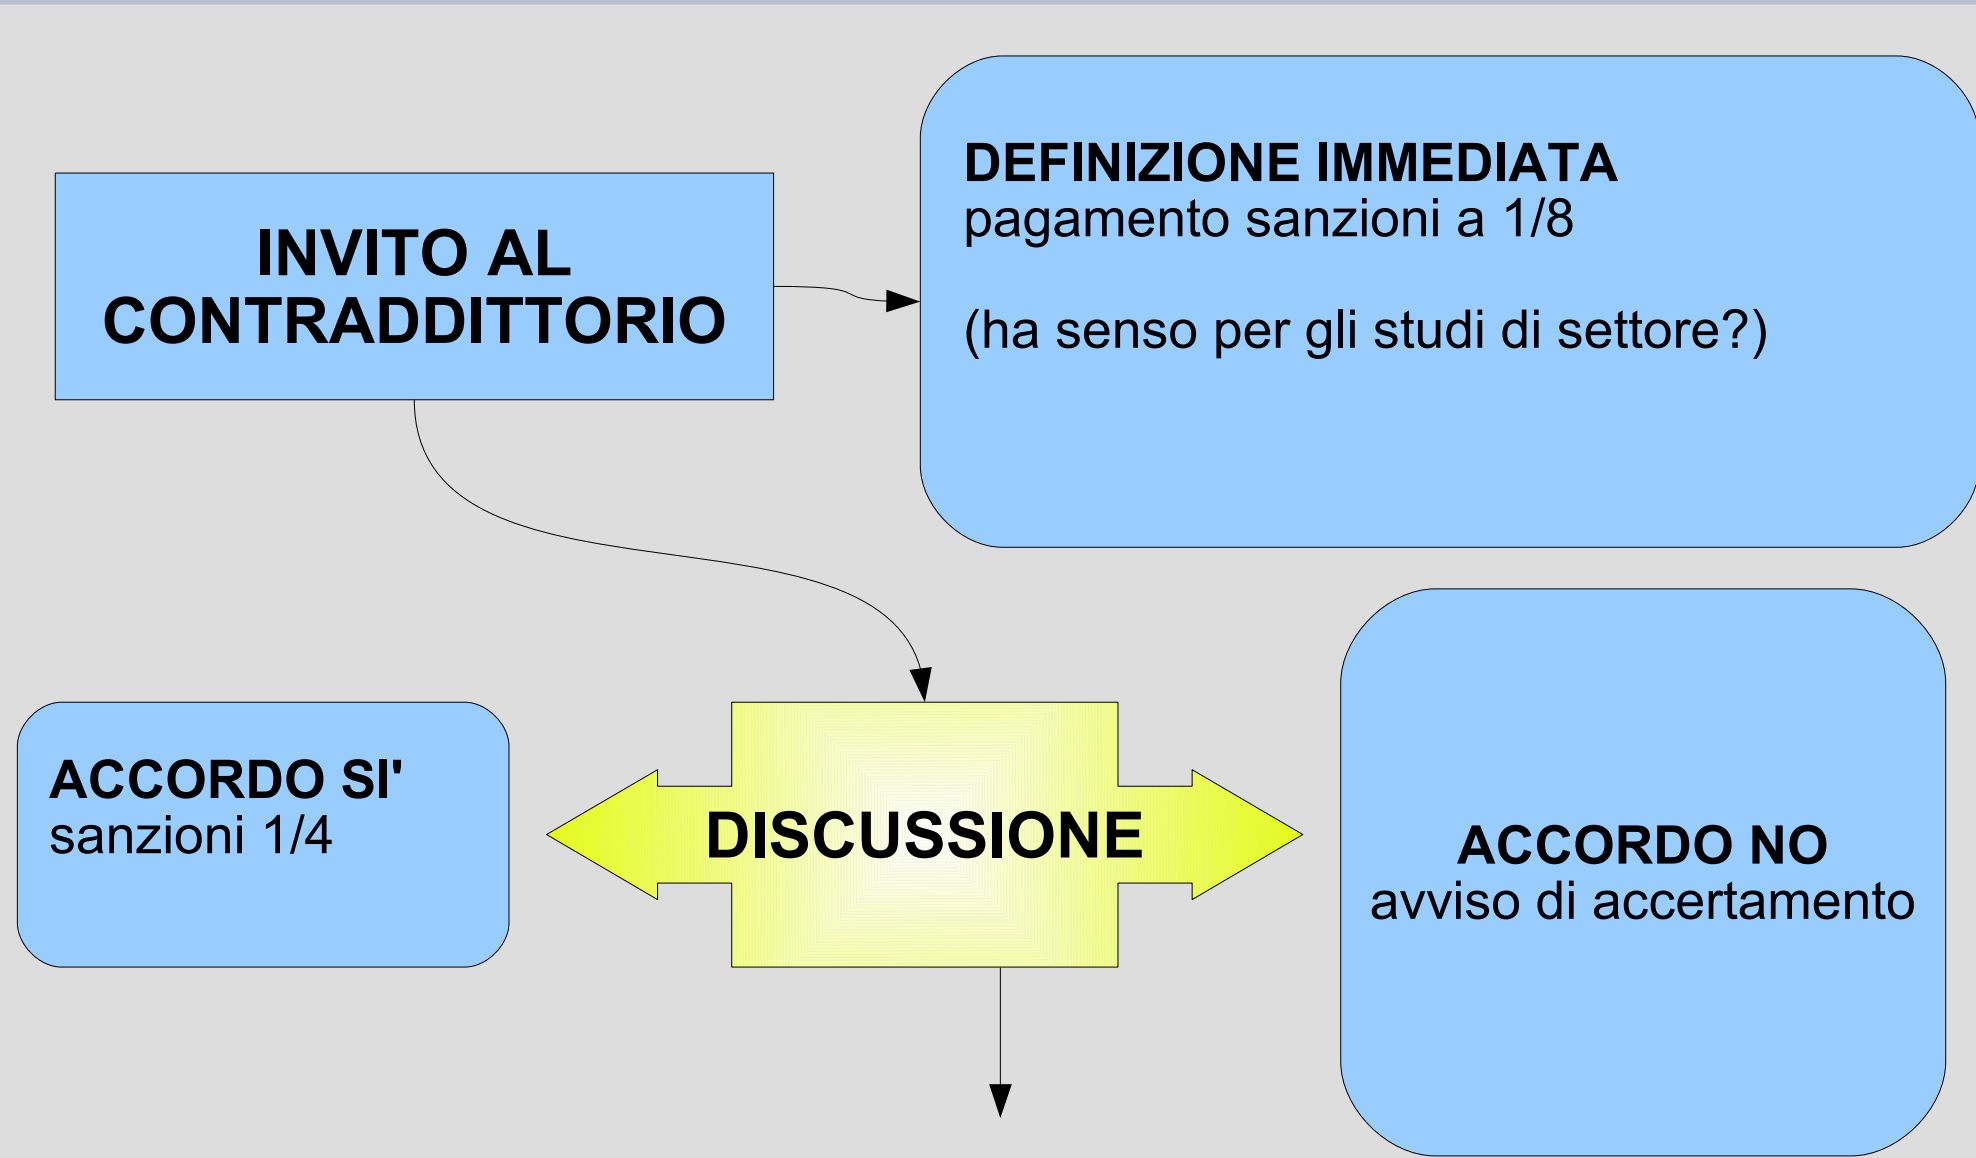 INVITO AL
CONTRADDITTORIO
DEFINIZIONE IMMEDIATA
pagamento sanzioni a 1/8
(ha senso per gli studi di settore?)
ACCORDO SI'
sanzioni 1/4
DISCUSSIONE
ACCORDO NO
avviso di accertamento